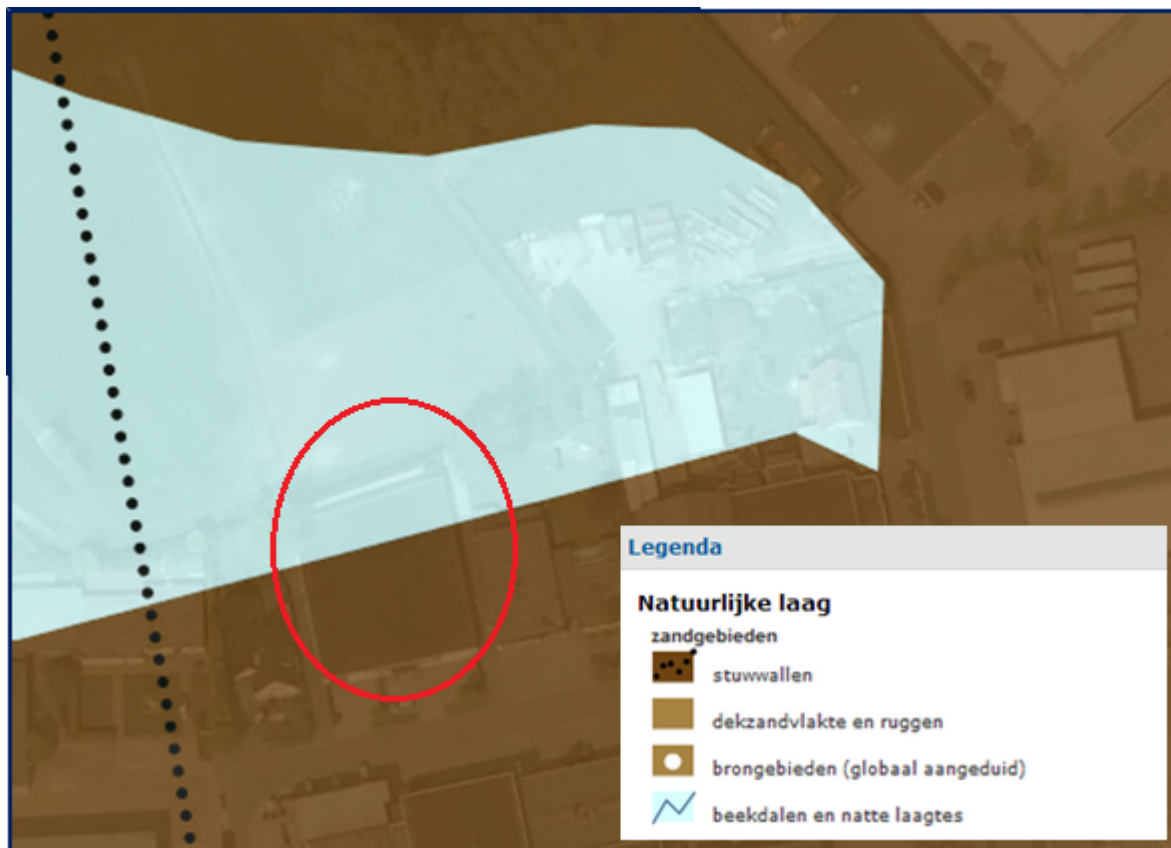 Legenda
Natuurlijke laag
zandgebieden
stuwwallen
dekzandvlakte en ruggen
brongebieden (globaal aangeduid)
beekdalen en natte laagtes